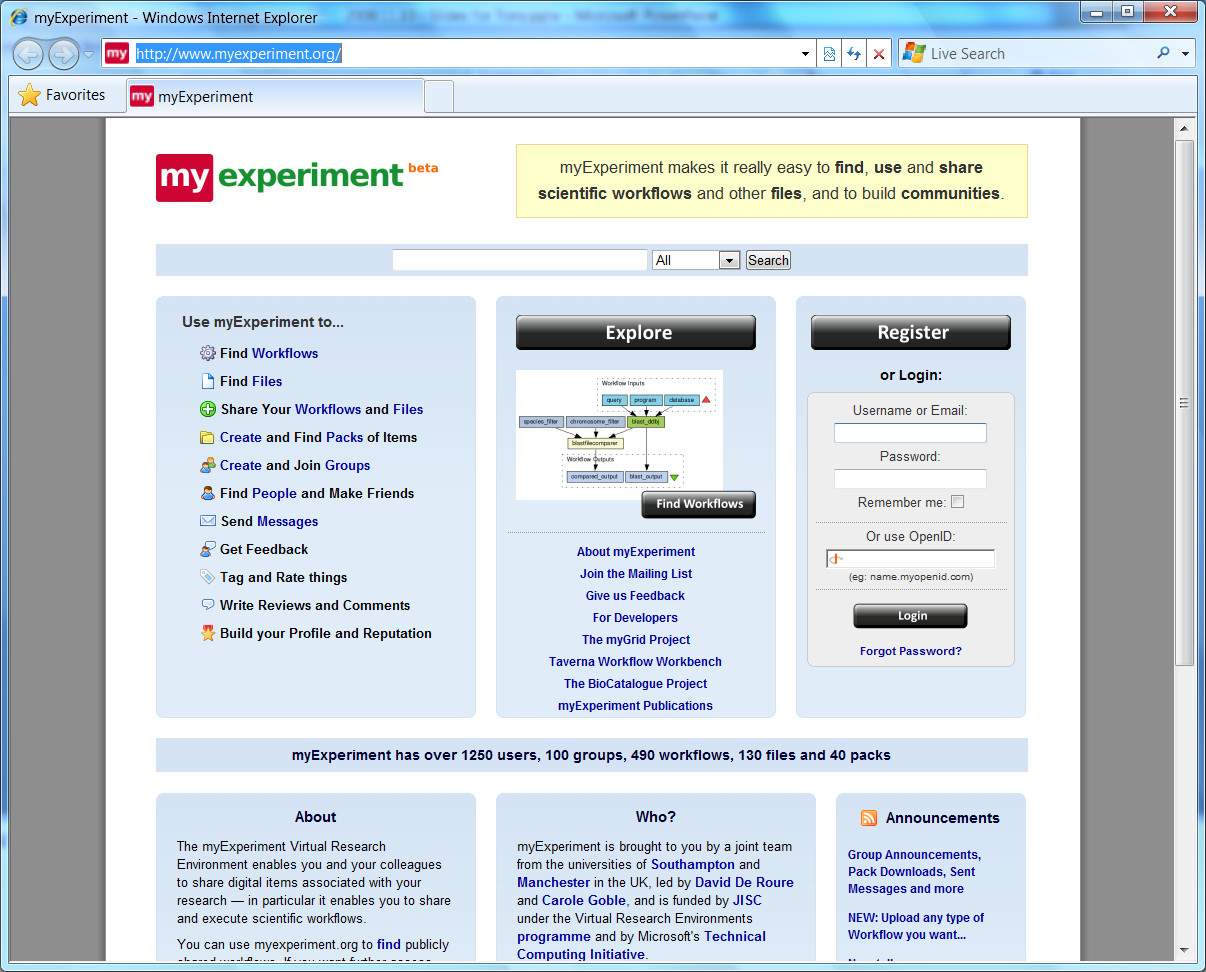 myExperiment - Windows Internet Explorer
my http://www.myexperiment.org/
Live Search
Favorites
my myExperiment
my experiment beta
myExperiment makes it really easy to find, use and share
scientific workflows and other files, and to build communities.
All
Search
Use myExperiment to...
Find Workflows
Find Files
Share Your Workflows and Files
Create and Find Packs of Items
Create and Join Groups
Find People and Make Friends
Send Messages
Get Feedback
Tag and Rate things
Write Reviews and Comments
Build your Profile and Reputation
Explore
Workflow Inputs
query program database
species_filter chromosome_filter blast_ddbj
blastfilecomparer
Workflow Outputs
compared_output blast_output
Find Workflows
About myExperiment
Join the Mailing List
Give us Feedback
For Developers
The myGrid Project
Taverna Workflow Workbench
The BioCatalogue Project
myExperiment Publications
Register
or Login:
Username or Email:
Password:
Remember me:
Or use OpenID:
(eg: name.myopenid.com)
Login
Forgot Password?
myExperiment has over 1250 users, 100 groups, 490 workflows, 130 files and 40 packs
About
The myExperiment Virtual Research
Environment enables you and your colleagues
to share digital items associated with your
research — in particular it enables you to share
and execute scientific workflows.
You can use myexperiment.org to find publicly
shared workflows. If you want further access
Who?
myExperiment is brought to you by a joint team
from the universities of Southampton and
Manchester in the UK, led by David De Roure
and Carole Goble, and is funded by JISC
under the Virtual Research Environments
programme and by Microsoft's Technical
Computing Initiative.
Announcements
Group Announcements,
Pack Downloads, Sent
Messages and more
NEW: Upload any type of
Workflow you want...